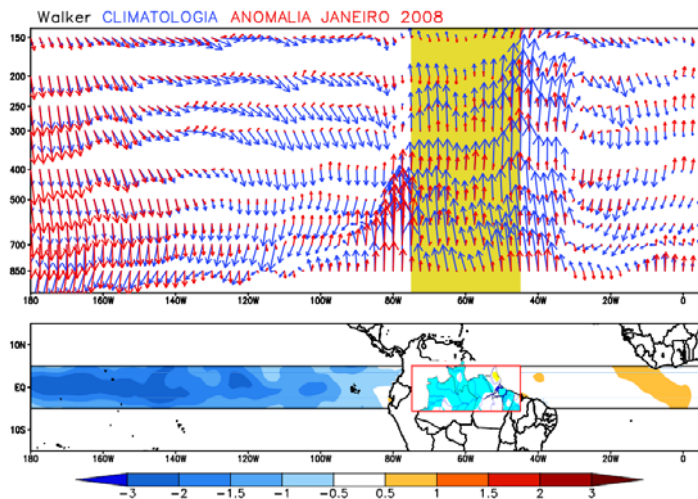 Walker CLIMATOLOGIA ANOMALIA JANEIRO 2008
150
200
250
300
400
500
700
850
180 160W 140W 120W 100W 80W 60W 40W 20W 0
10N
EQ
10S
180 160W 140W 120W 100W 80W 60W 40W 20W 0
-3 -2 -1.5 -1 -0.5 0.5 1 1.5 2 3